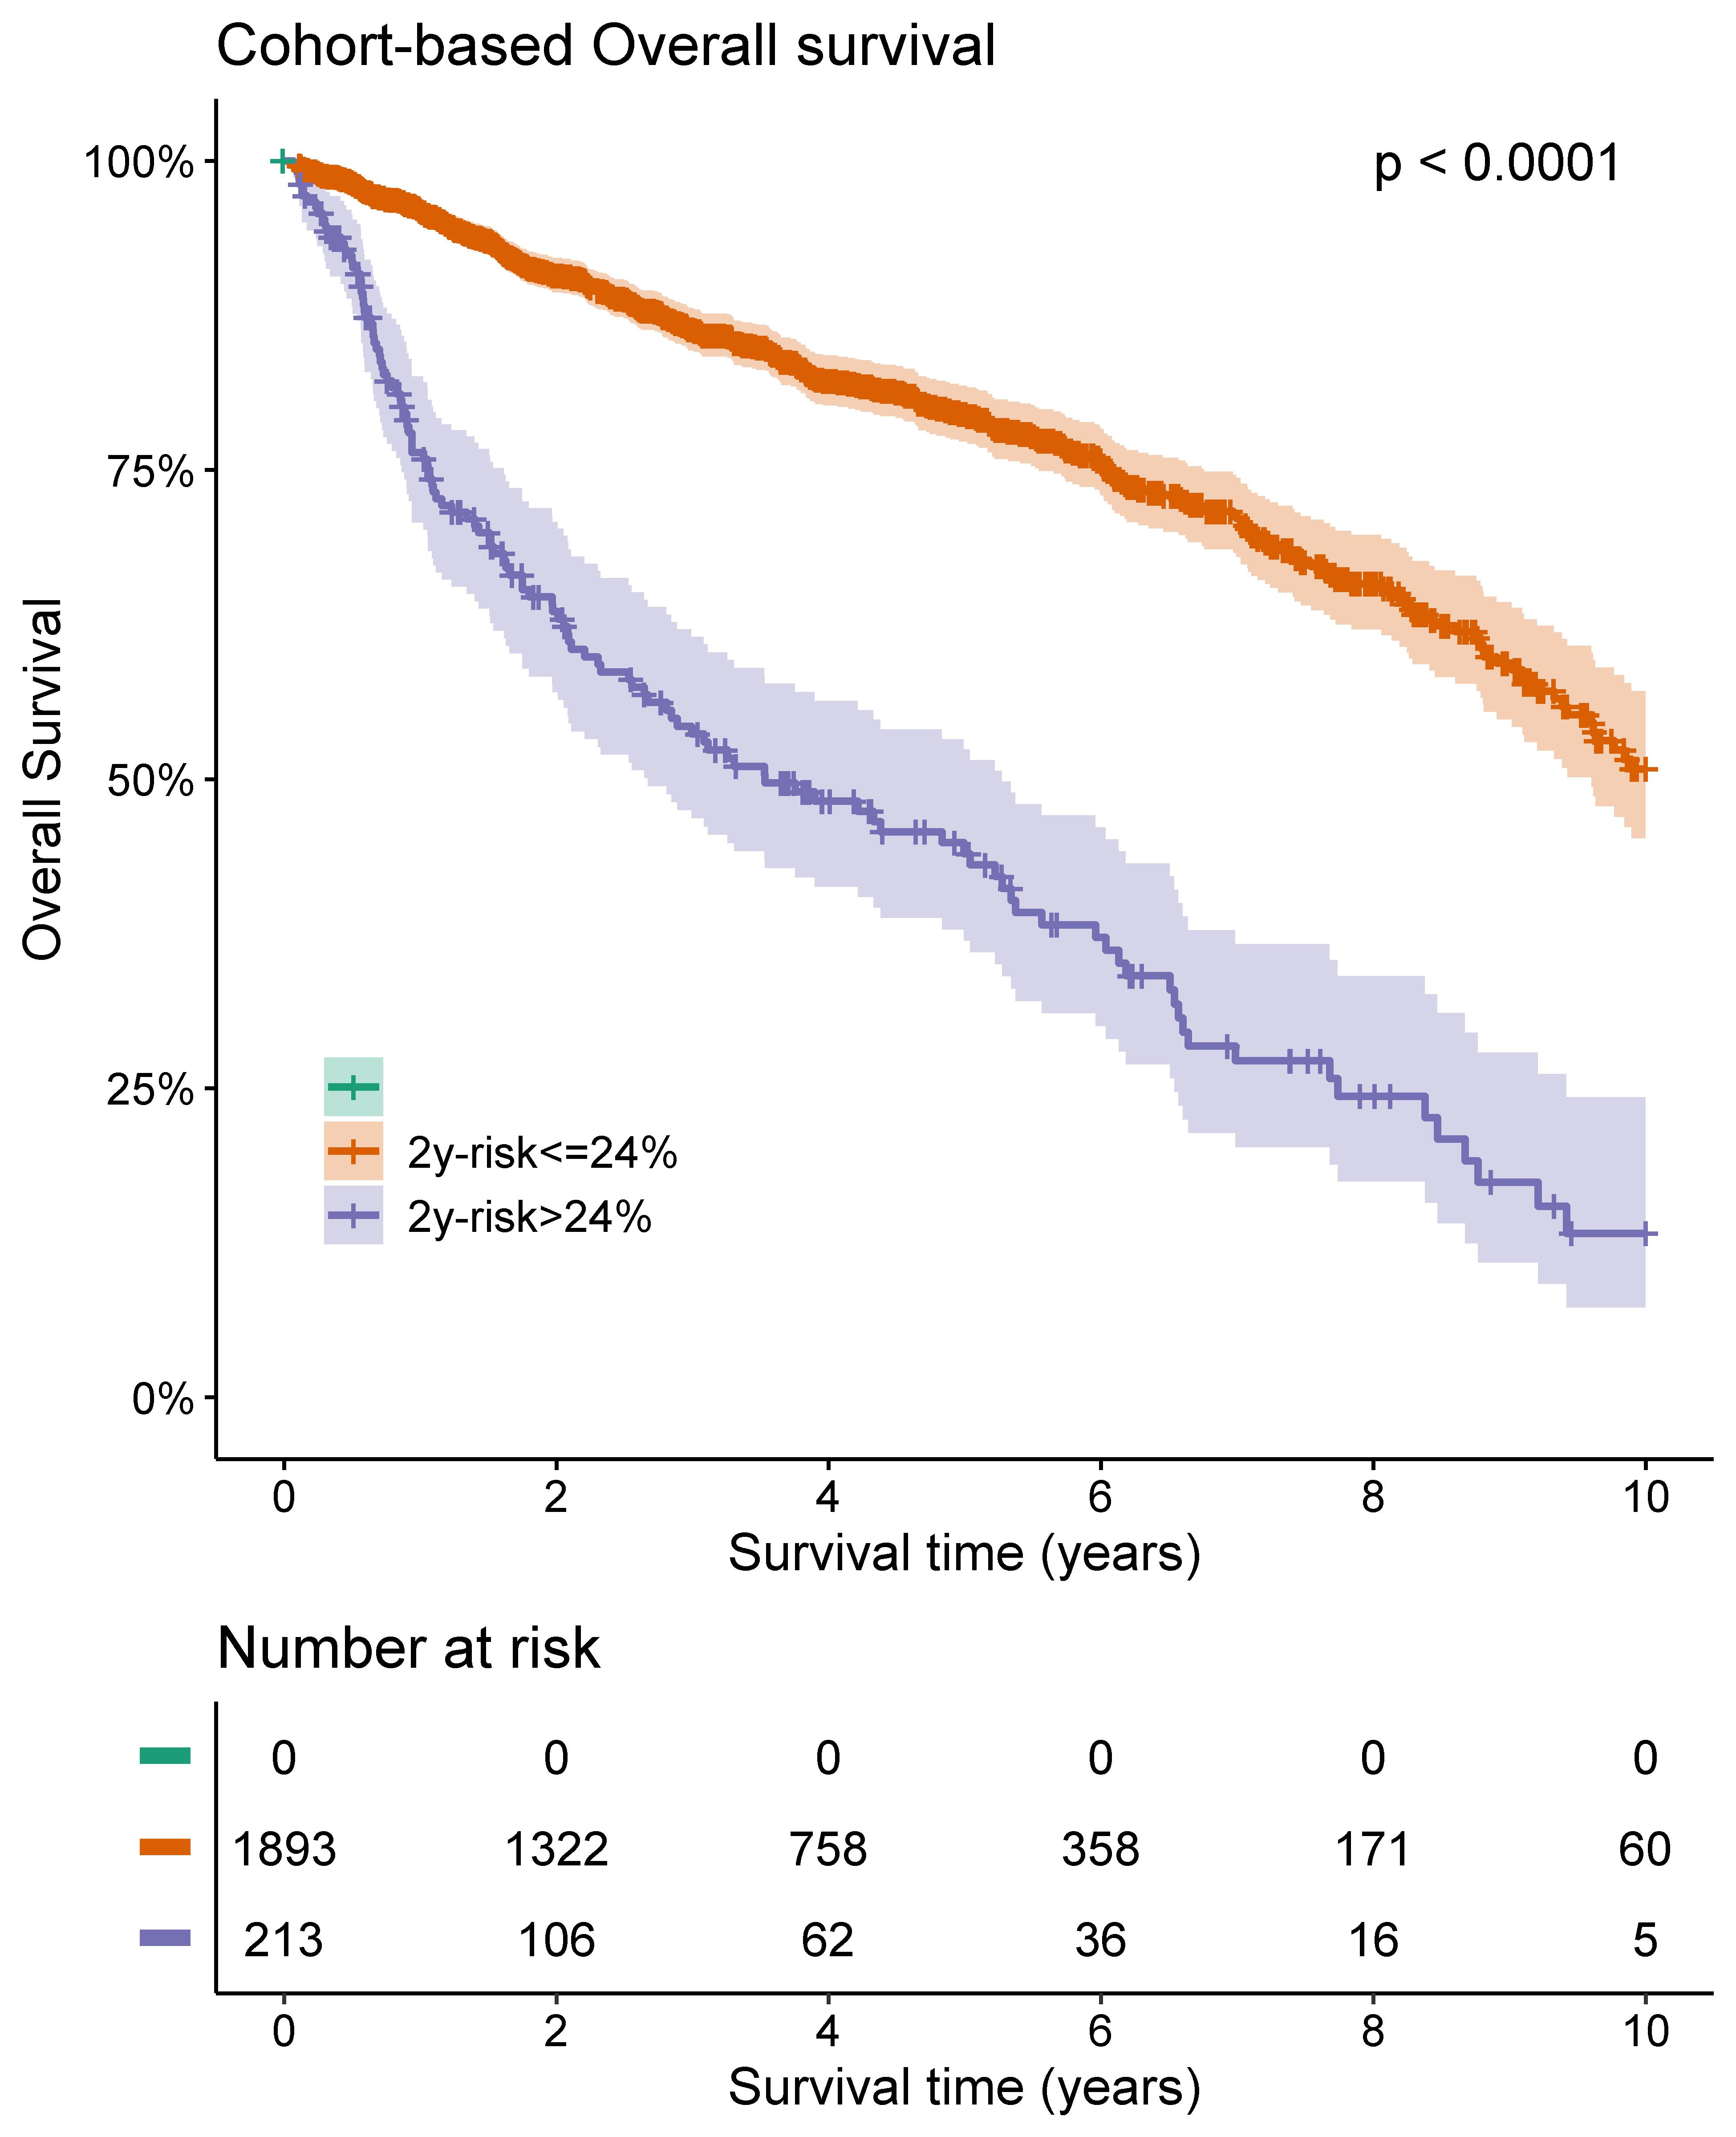 Cohort-based Overall survival
p < 0.0001
100%
75%
50%
25%
0%
Overall Survival
2y-risk<=24%
2y-risk>24%
0 2 4 6 8 10
Survival time (years)
Number at risk
0 0 0 0 0 0
1893 1322 758 358 171 60
213 106 62 36 16 5
0 2 4 6 8 10
Survival time (years)